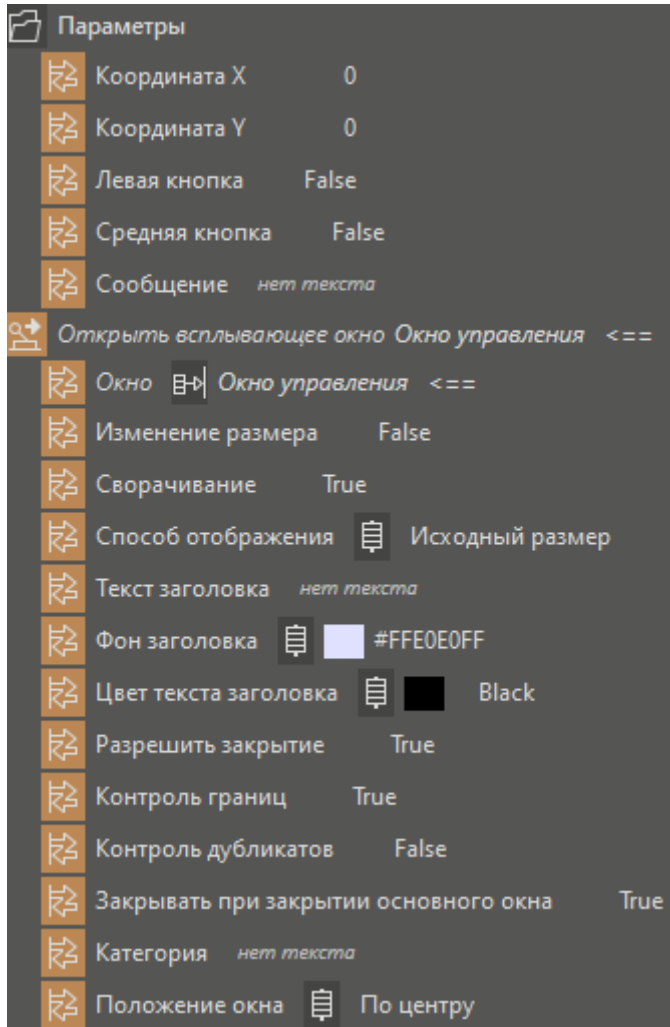 Параметры
Координата X 0
Координата Y 0
Левая кнопка False
Средняя кнопка False
Сообщение нет текста
Открыть всплывающее окно Окно управления <==
Окно Окно управления <==
Изменение размера False
Сворачивание True
Способ отображения Исходный размер
Текст заголовка нет текста
Фон заголовка #FFE0E0FF
Цвет текста заголовка Black
Разрешить закрытие True
Контроль границ True
Контроль дубликатов False
Закрывать при закрытии основного окна True
Категория нет текста
Положение окна По центру